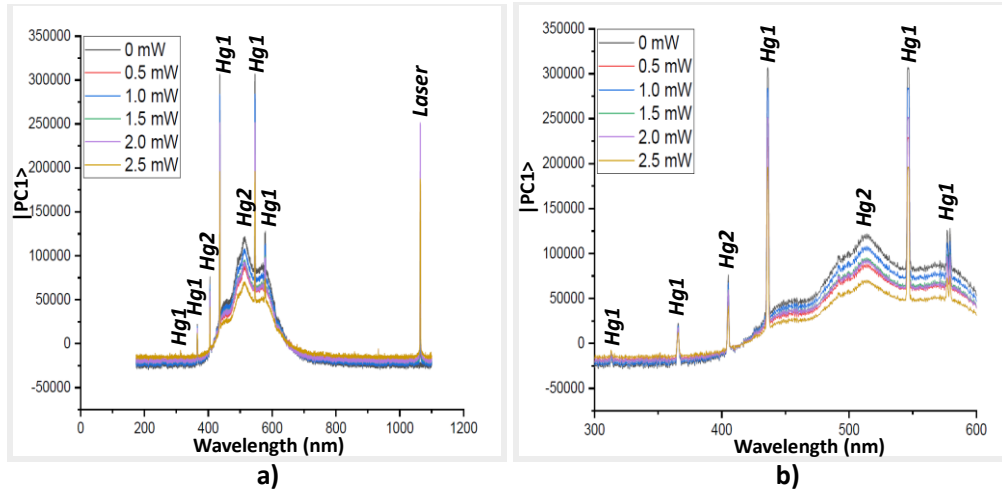 350000
300000
250000
200000
150000
100000
50000
0
-50000
|PC1>
0 mW
0.5 mW
1.0 mW
1.5 mW
2.0 mW
2.5 mW
Hg1
Hg1
Hg2
Hg1
Hg2
Hg1
Hg1
Laser
0 200 400 600 800 1000 1200
Wavelength (nm)
a)
350000
300000
250000
200000
150000
100000
50000
0
-50000
|PC1>
0 mW
0.5 mW
1.0 mW
1.5 mW
2.0 mW
2.5 mW
Hg1
Hg1
Hg2
Hg1
Hg2
Hg1
Hg1
300 400 500 600
Wavelength (nm)
b)